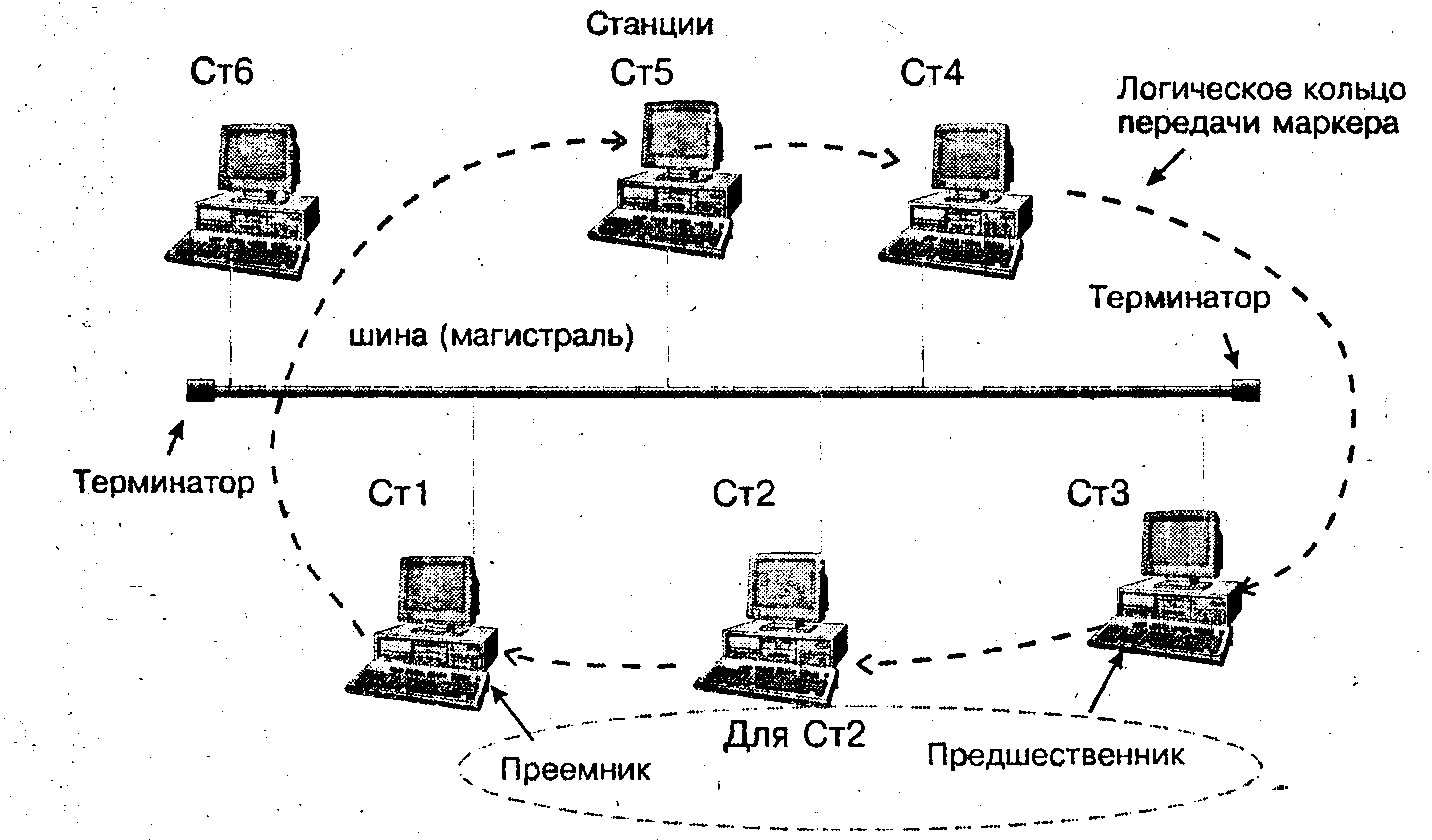 Станции
Ст6
Ст5
Ст4
Логическое кольцо
передачи маркера
Терминатор
шина (магистраль)
Терминатор
Ст1
Ст2
Ст3
Для Ст2
Преемник
Предшественник